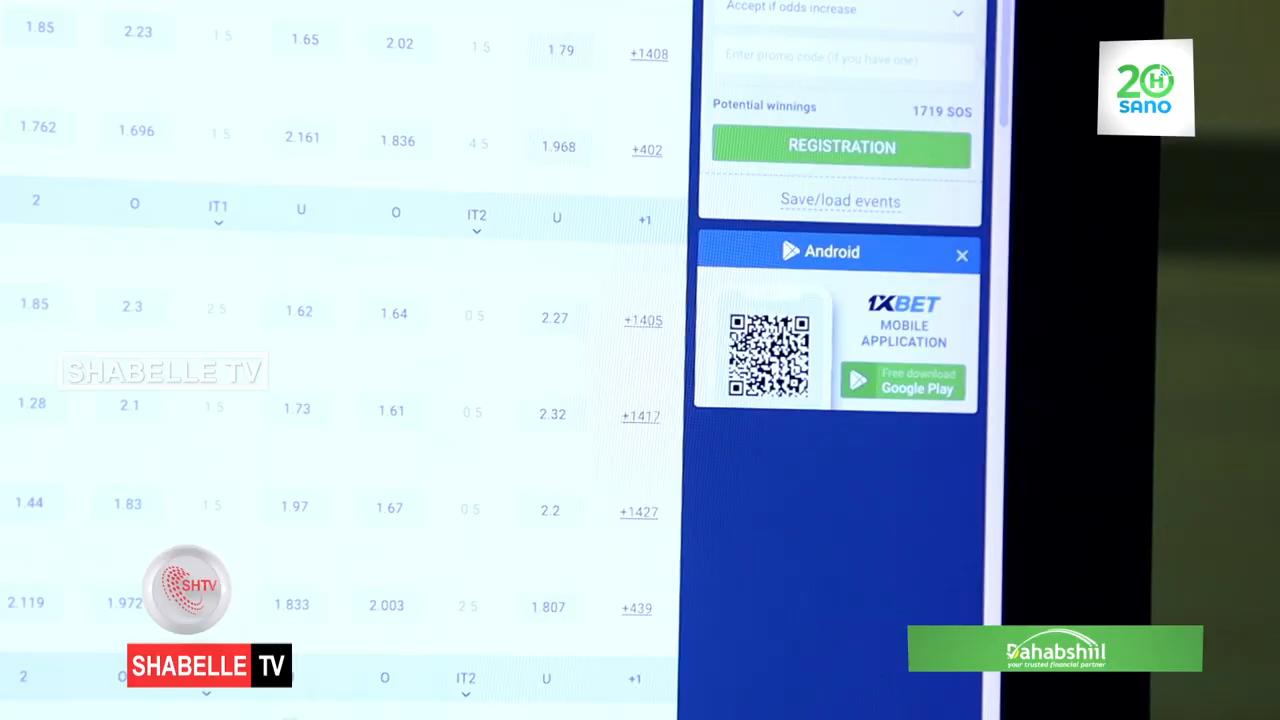 1.85 2.23 1.5 1.65 2.02 1.5 1.79 +1408
1.762 1.696 1.5 2.161 1.836 4.5 1.968 +402
2 O IT1 U O IT2 U +1
1.85 2.3 2.5 1.62 1.64 0.5 2.27 +1405
1.28 2.1 1.5 1.73 1.61 0.5 2.32 +1417
1.44 1.83 1.5 1.97 1.67 0.5 2.2 +1427
2.119 1.972 1.833 2.003 2.5 1.807 +439
2 O IT2 U +1
Accept if odds increase
Enter promo code (if you have one)
Potential winnings 1719 SOS
REGISTRATION
Save/load events
Android
1XBET
MOBILE
APPLICATION
Free download
Google Play
20 H
SANO
SHABELLE TV
SHTV
SHABELLE TV
Dahabshiil
your trusted financial partner